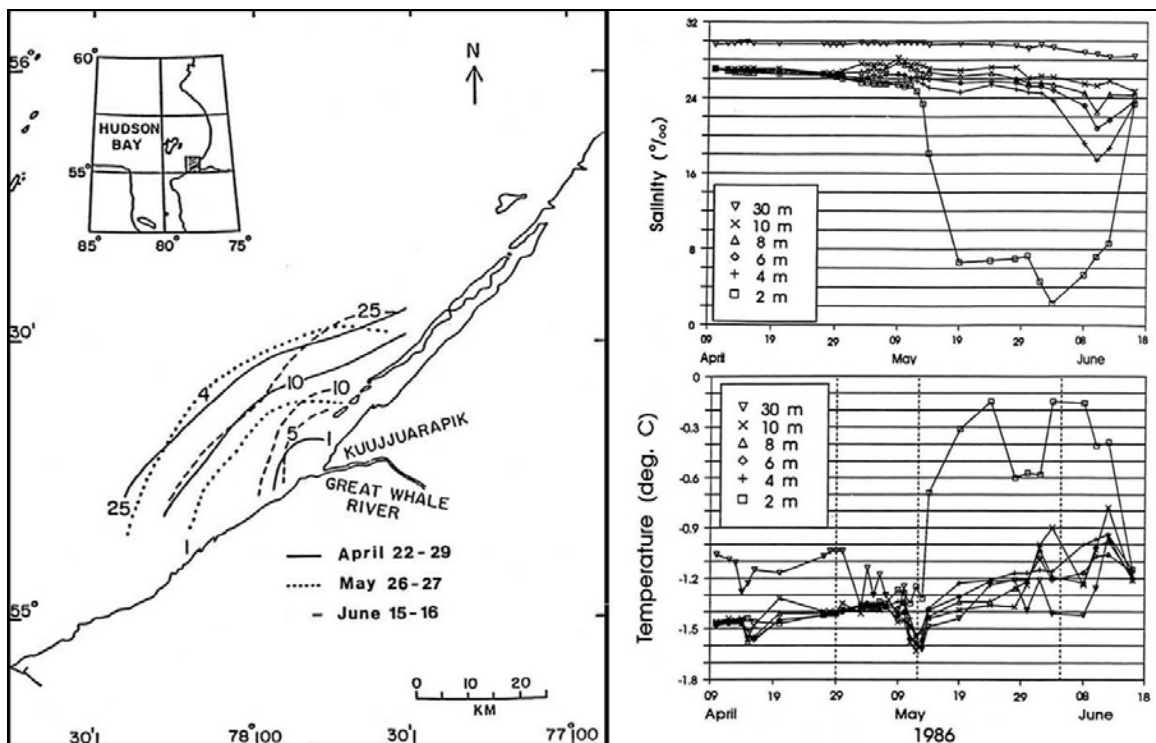 60°
HUDSON
BAY
55°
85°
80°
75°
N
56°
30'
55°
25
4
10
10
5
1
25
1
KUUJJUARAPIK
GREAT WHALE
RIVER
April 22-29
May 26-27
June 15-16
0 10 20
KM
30'
78°00
30'
77°00
Salinity (°/₀₀)
32
24
16
8
0
30 m
10 m
8 m
6 m
4 m
2 m
09 19 29 09 19 29 08 18
April May June
Temperature (deg. C)
0
-0.3
-0.6
-0.9
-1.2
-1.5
-1.8
30 m
10 m
8 m
6 m
4 m
2 m
09 19 29 09 19 29 08 18
April May June
1986